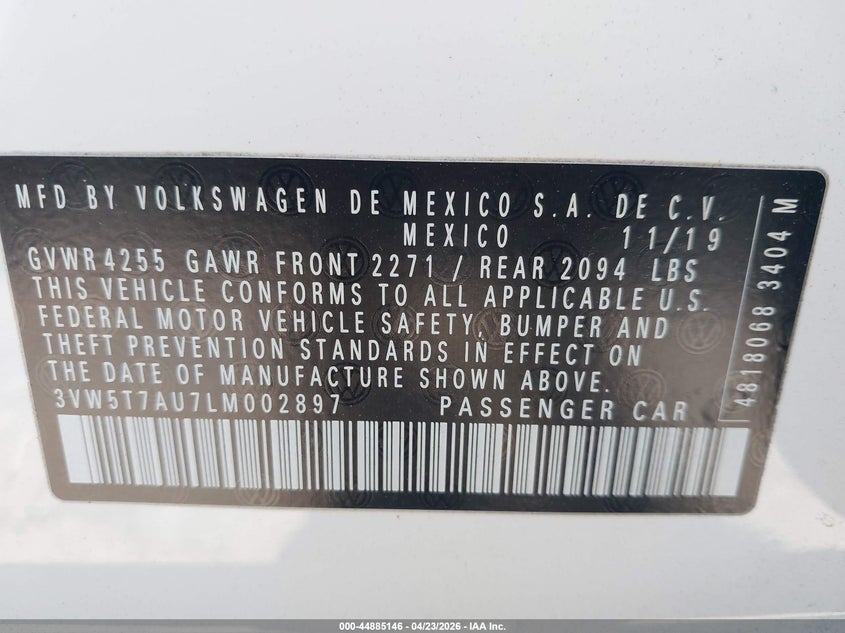 MFD BY VOLKSWAGEN DE MEXICO S.A. DE C.V.
MEXICO 11/19
GVWR 4255 GAWR FRONT 2271 / REAR 2094 LBS
THIS VEHICLE CONFORMS TO ALL APPLICABLE U.S.
FEDERAL MOTOR VEHICLE SAFETY, BUMPER AND
THEFT PREVENTION STANDARDS IN EFFECT ON
THE DATE OF MANUFACTURE SHOWN ABOVE.
3VW5T7AU7LM002897 PASSENGER CAR
4818068 3404 M
000-44885146 - 04/23/2026 - IAA Inc.